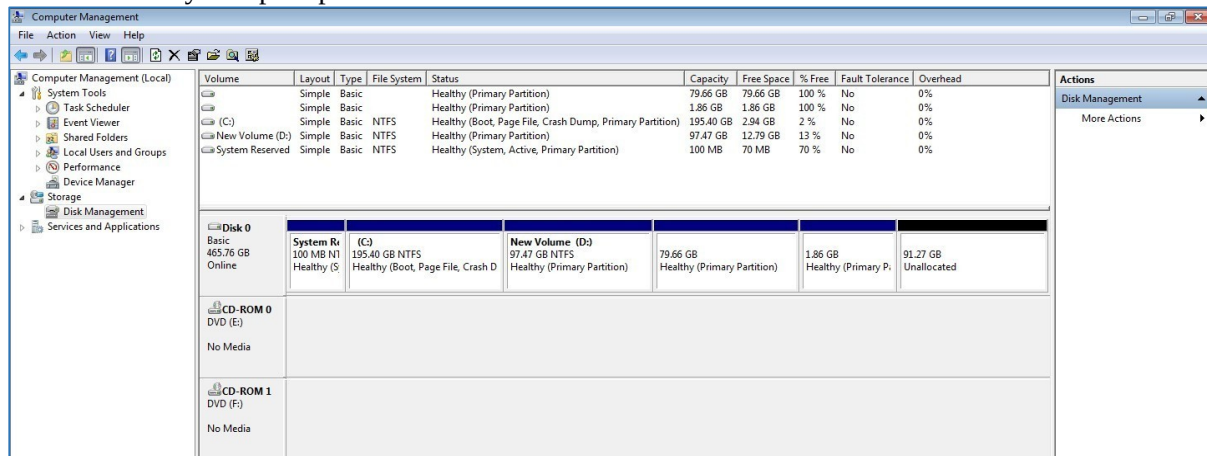 Computer Management
File Action View Help
Computer Management (Local)
System Tools
Task Scheduler
Event Viewer
Shared Folders
Local Users and Groups
Performance
Device Manager
Storage
Disk Management
Services and Applications
Volume Layout Type File System Status Capacity Free Space % Free Fault Tolerance Overhead
Simple Basic Healthy (Primary Partition) 79.66 GB 79.66 GB 100 % No 0%
Simple Basic Healthy (Primary Partition) 1.86 GB 1.86 GB 100 % No 0%
(C:) Simple Basic NTFS Healthy (Boot, Page File, Crash Dump, Primary Partition) 195.40 GB 2.94 GB 2 % No 0%
New Volume (D:) Simple Basic NTFS Healthy (Primary Partition) 97.47 GB 12.79 GB 13 % No 0%
System Reserved Simple Basic NTFS Healthy (System, Active, Primary Partition) 100 MB 70 MB 70 % No 0%
Disk 0
Basic
465.76 GB
Online
System Re
100 MB NT
Healthy (S
(C:)
195.40 GB NTFS
Healthy (Boot, Page File, Crash D
New Volume (D:)
97.47 GB NTFS
Healthy (Primary Partition)
79.66 GB
Healthy (Primary Partition)
1.86 GB
Healthy (Primary Pa
91.27 GB
Unallocated
CD-ROM 0
DVD (E:)
No Media
CD-ROM 1
DVD (F:)
No Media
Actions
Disk Management
More Actions